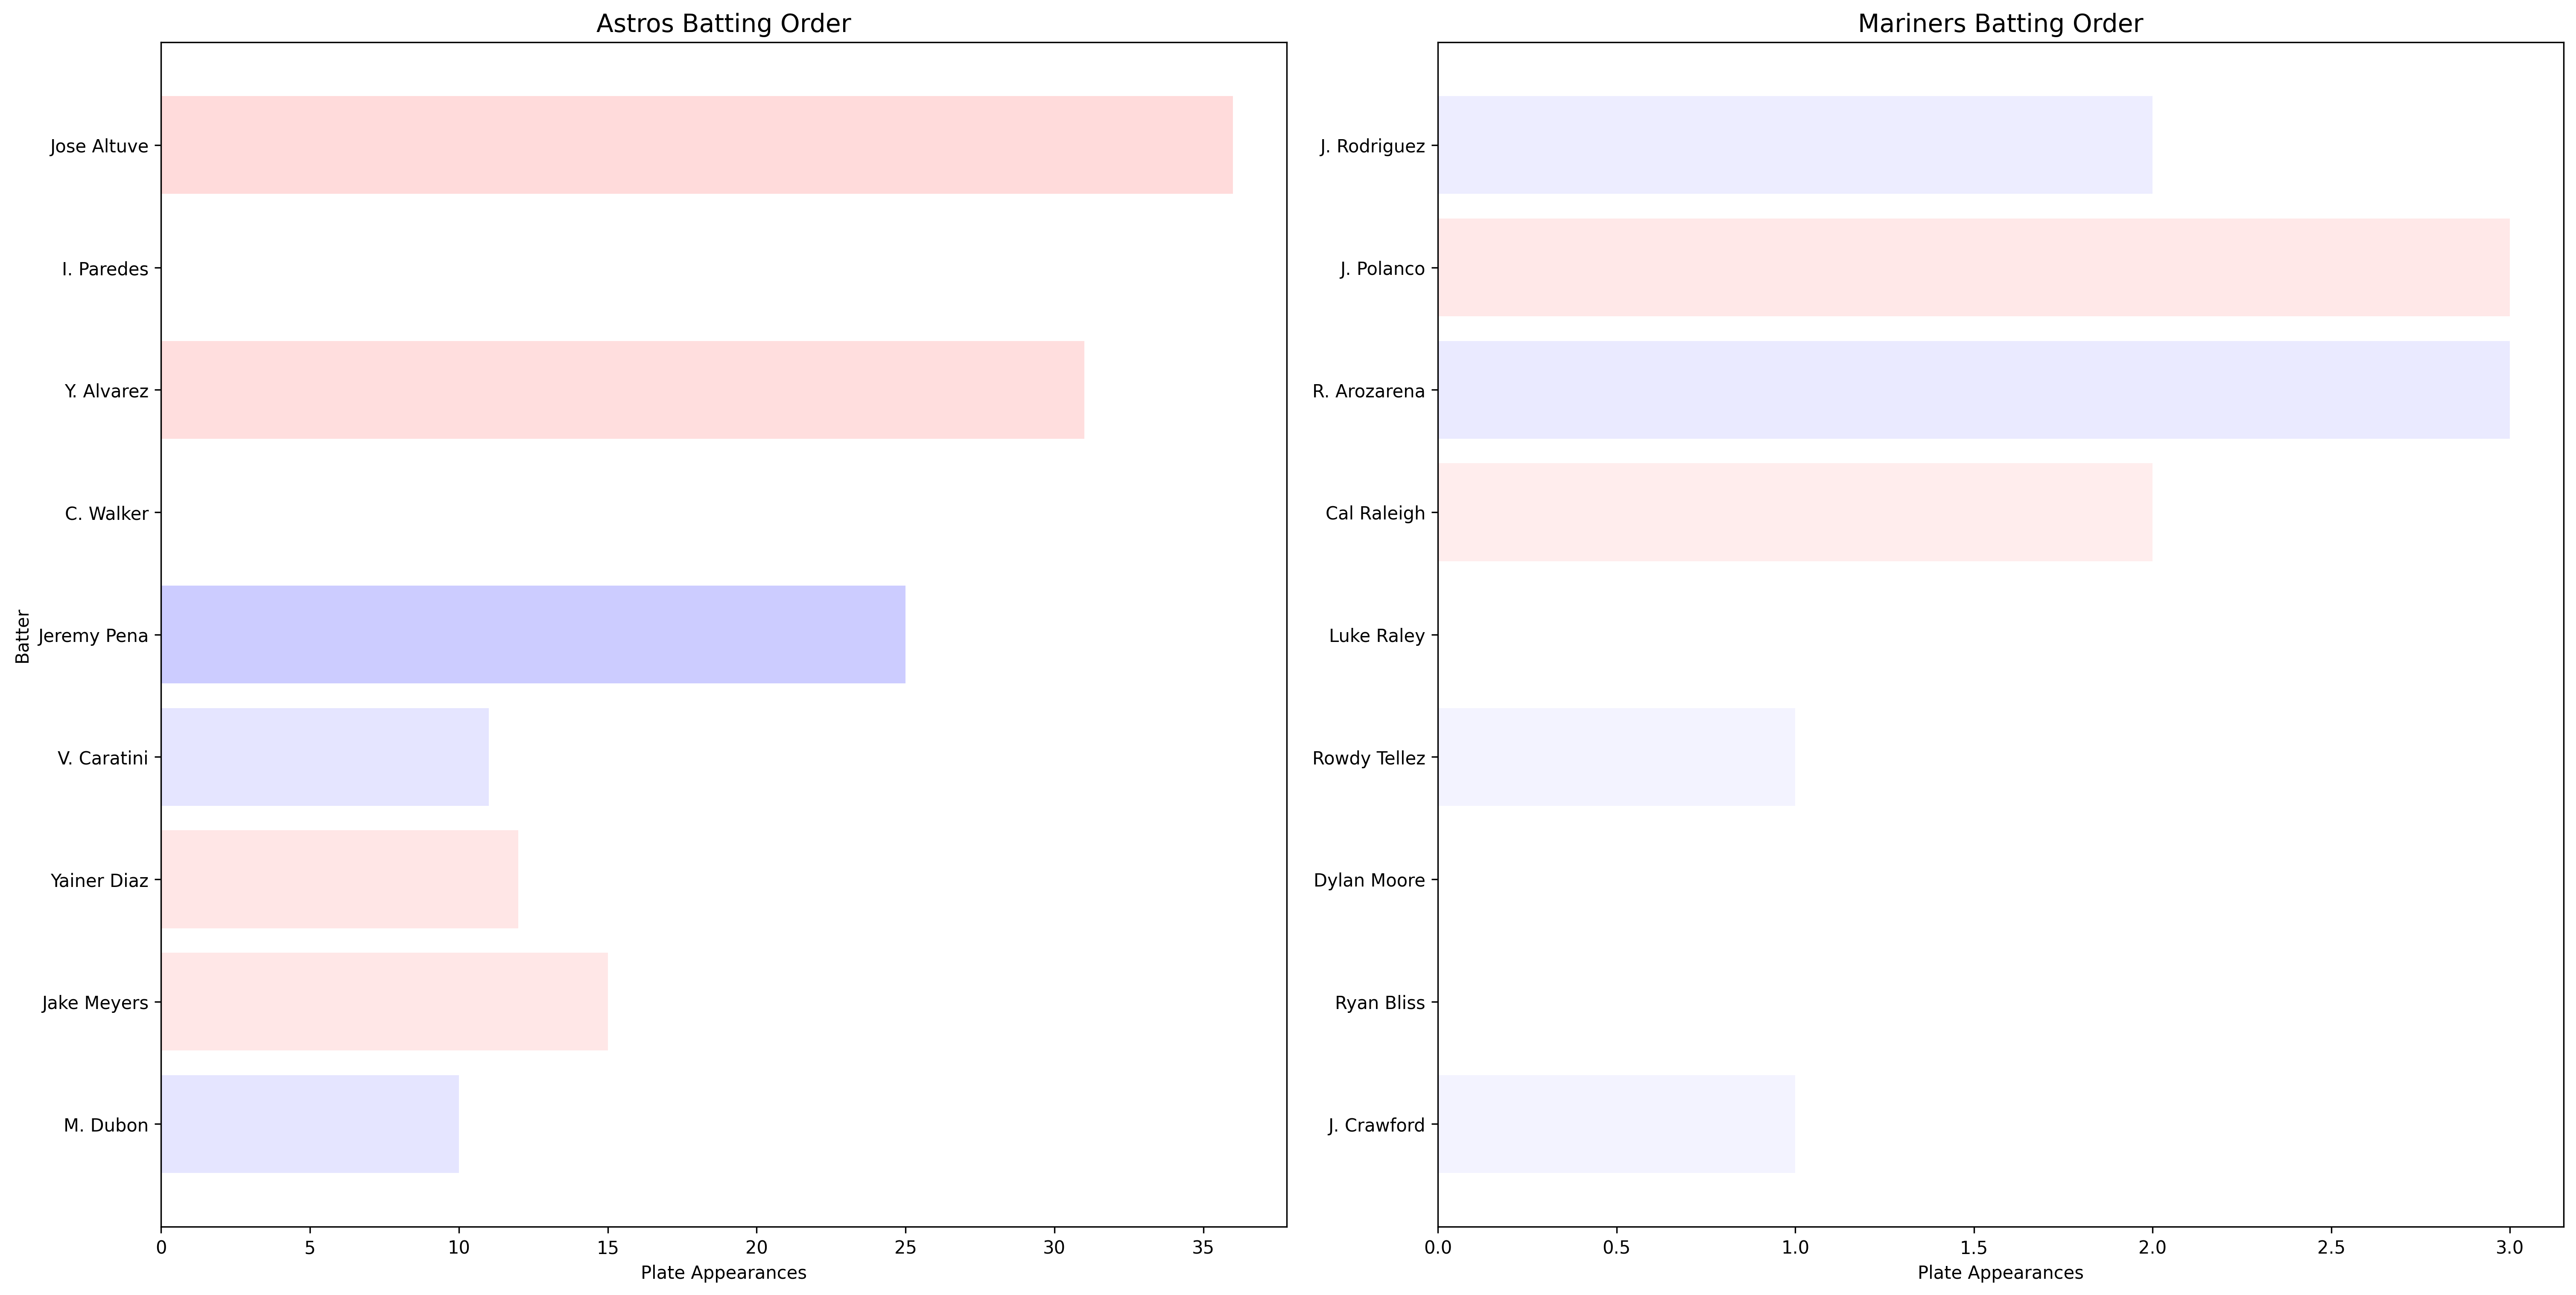 Astros Batting Order
Batter
Jose Altuve
I. Paredes
Y. Alvarez
C. Walker
Jeremy Pena
V. Caratini
Yainer Diaz
Jake Meyers
M. Dubon
0 5 10 15 20 25 30 35
Plate Appearances
Mariners Batting Order
J. Rodriguez
J. Polanco
R. Arozarena
Cal Raleigh
Luke Raley
Rowdy Tellez
Dylan Moore
Ryan Bliss
J. Crawford
0.0 0.5 1.0 1.5 2.0 2.5 3.0
Plate Appearances